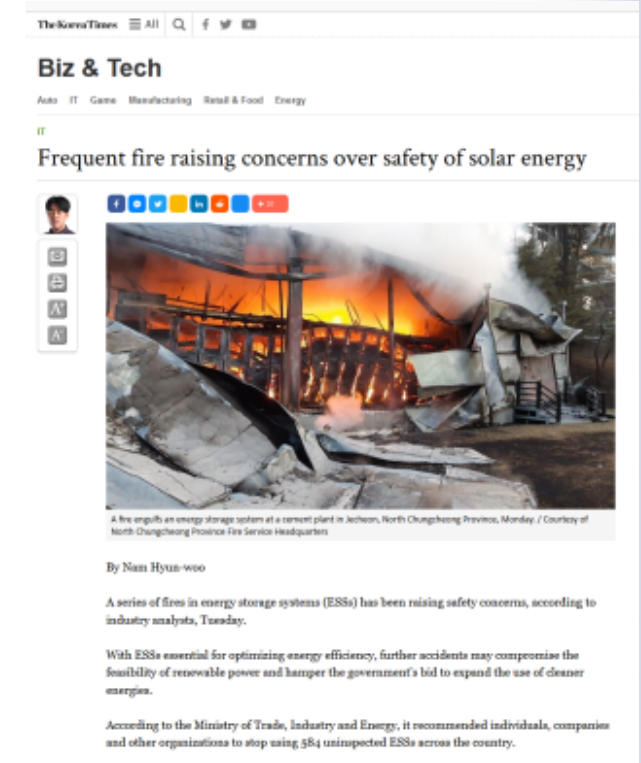 The Korea Times All
Biz & Tech
Auto IT Game Manufacturing Retail & Food Energy
IT
Frequent fire raising concerns over safety of solar energy
A fire engulfs an energy storage system at a cement plant in Jecheon, North Chungcheong Province, Monday. / Courtesy of
North Chungcheong Province Fire Service Headquarters
By Nam Hyun-woo
A series of fires in energy storage systems (ESSs) has been raising safety concerns, according to
industry analysts, Tuesday.
With ESSs essential for optimizing energy efficiency, further accidents may compromise the
feasibility of renewable power and hamper the government's bid to expand the use of cleaner
energies.
According to the Ministry of Trade, Industry and Energy, it recommended individuals, companies
and other organizations to stop using 584 uninspected ESSs across the country.